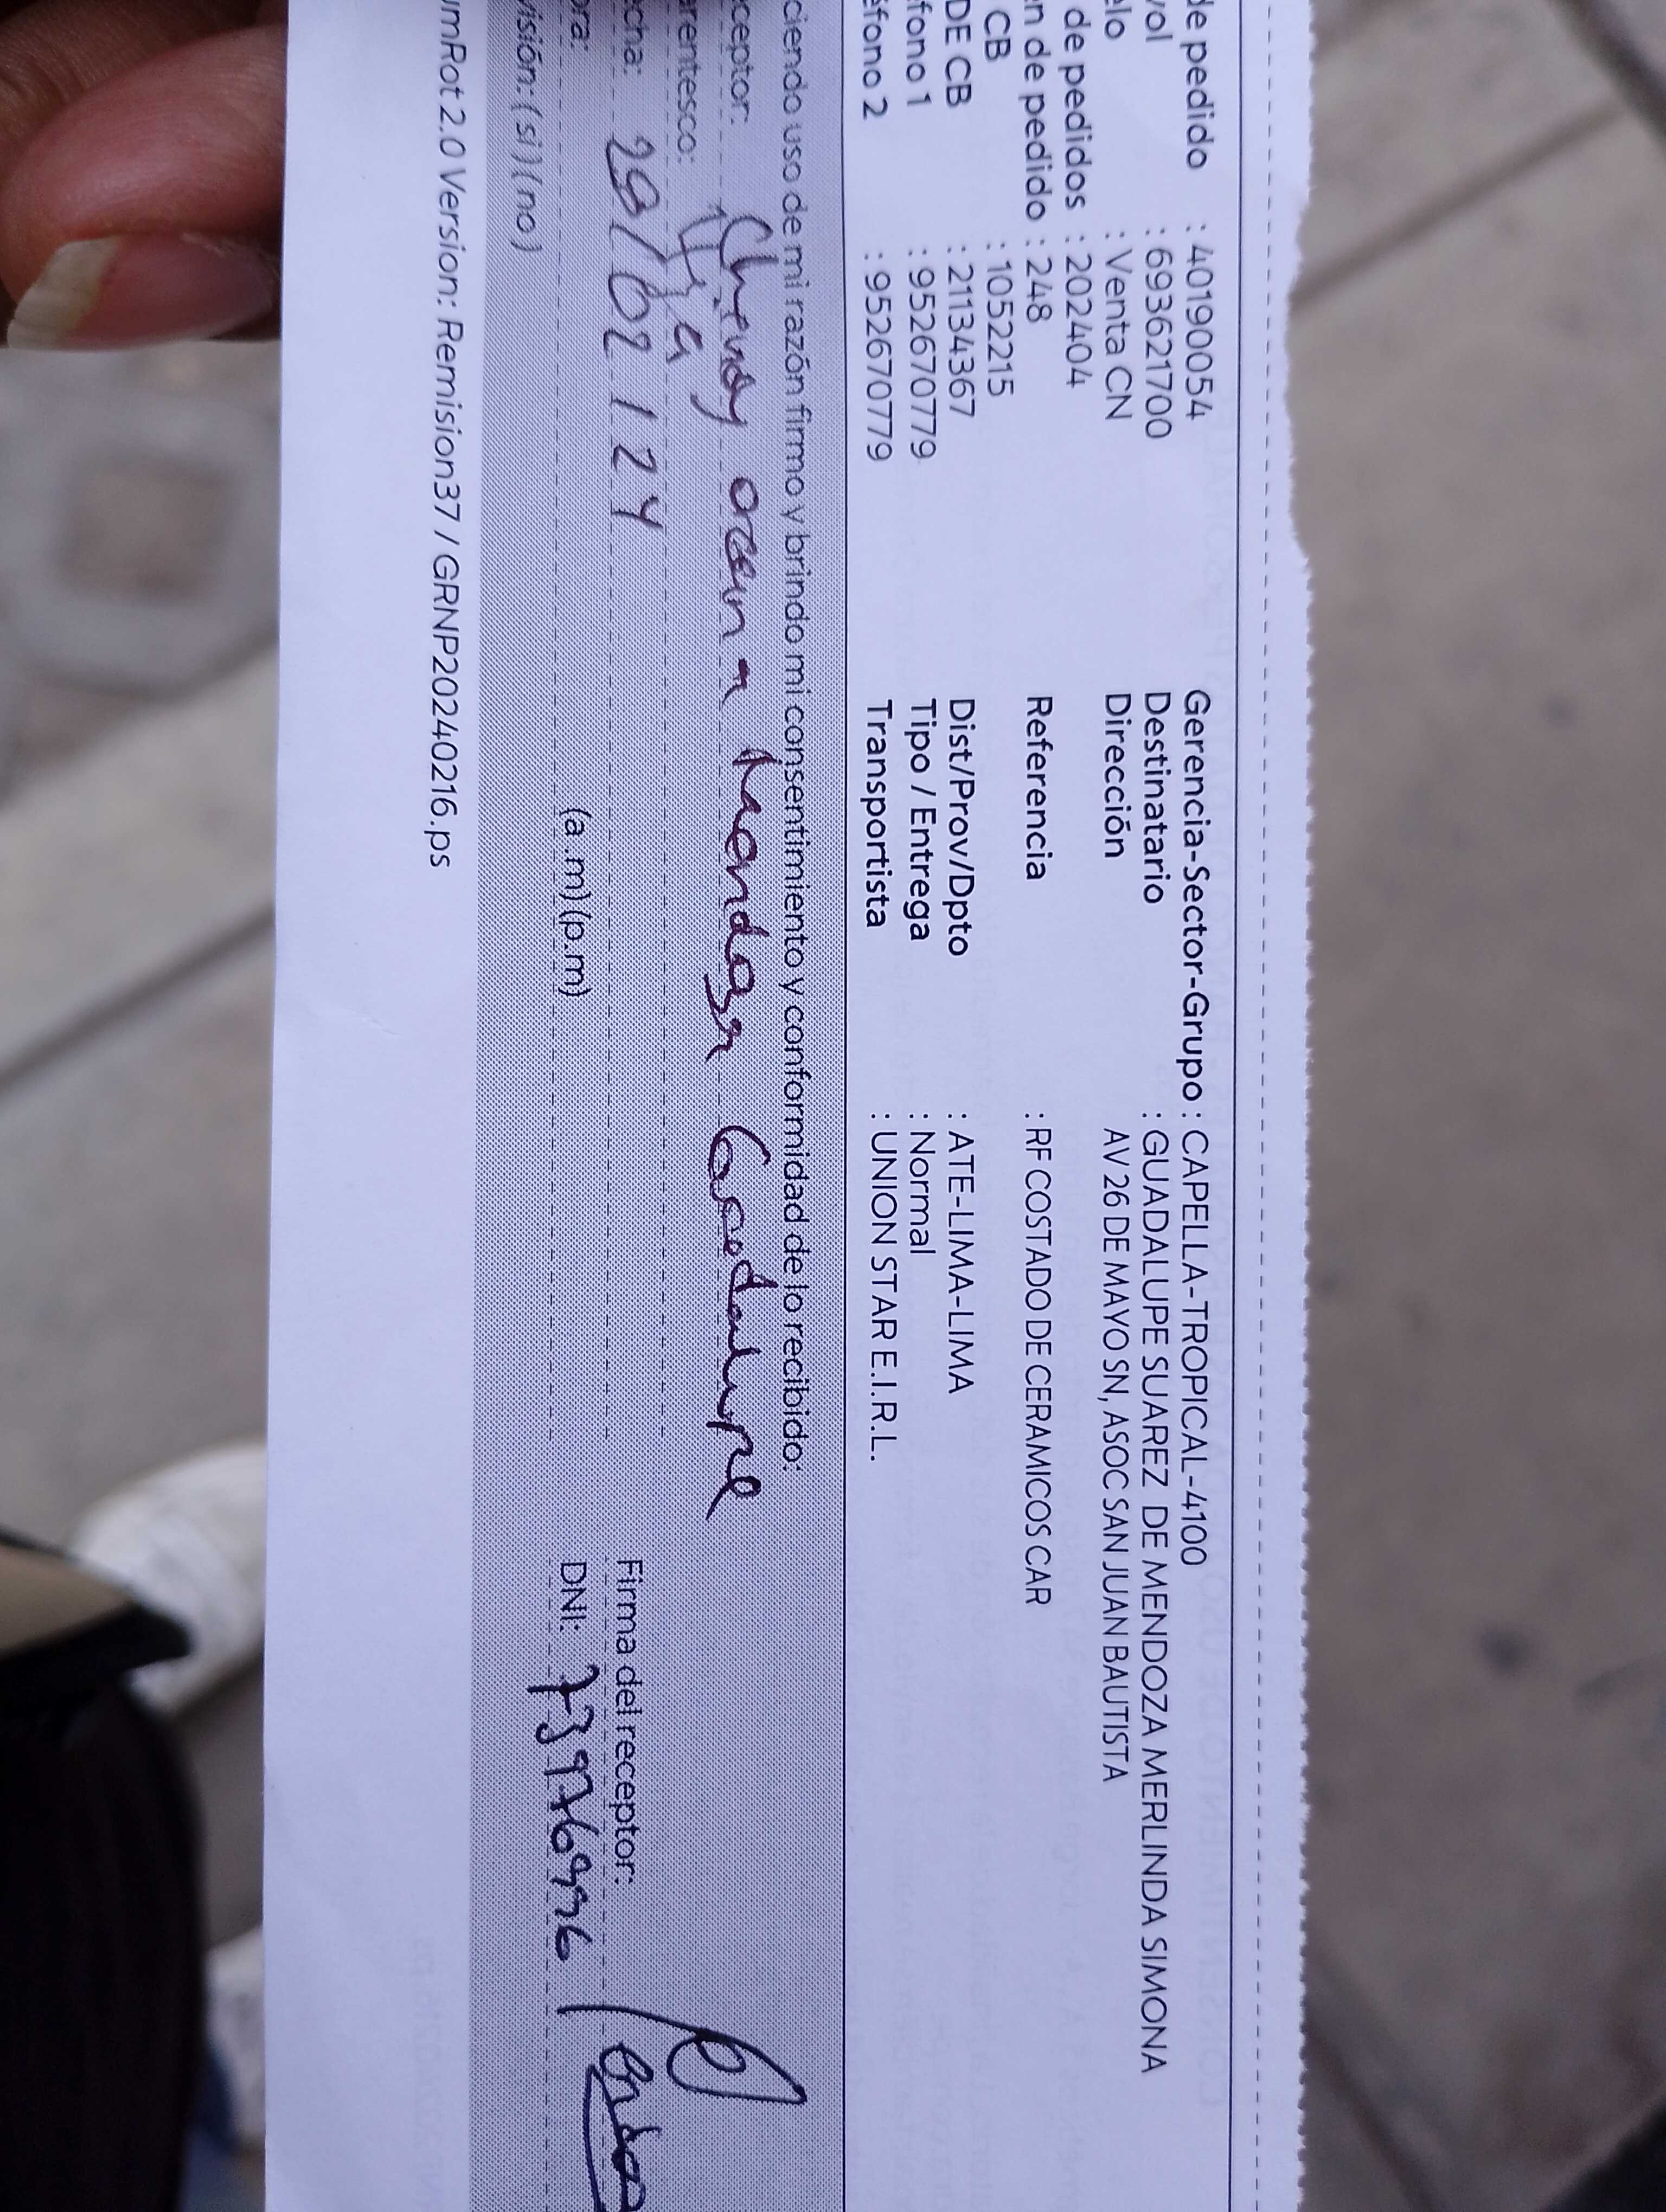 de pedido : 40190054 Gerencia-Sector-Grupo : CAPELLA-TROPICAL-4100
vol : 693621700 Destinatario : GUADALUPE SUAREZ DE MENDOZA MERLINDA SIMONA
elo : Venta CN Dirección AV 26 DE MAYO SN, ASOC SAN JUAN BAUTISTA
de pedidos : 202404
n de pedido : 248 Referencia : RF COSTADO DE CERAMICOS CAR
CB : 1052215
DE CB : 21134367 Dist/Prov/Dpto : ATE-LIMA-LIMA
éfono 1 : 952670779 Tipo / Entrega : Normal
éfono 2 : 952670779 Transportista : UNION STAR E.I.R.L.
ciendo uso de mi razón firmo y brindo mi consentimiento y conformidad de lo recibido:
ceptor:
arentesco: Hija
echa: 28/02/24 Firma del receptor:
ora: (a .m)(p.m) DNI:
visión: ( si ) ( no )
umRot 2.0 Version: Remision37 / GRNP20240216.ps